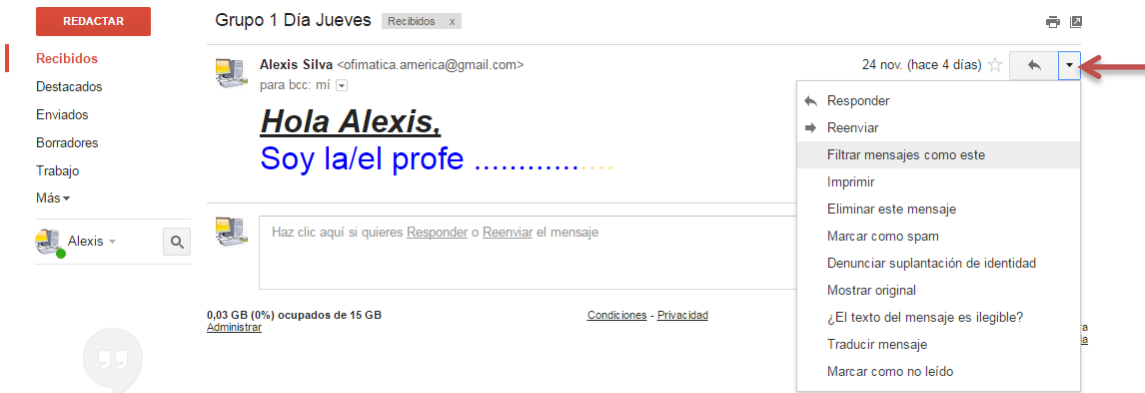 REDACTAR
Recibidos
Destacados
Enviados
Borradores
Trabajo
Más
Alexis
Grupo 1 Día Jueves Recibidos x
Alexis Silva <ofimatica.america@gmail.com> 24 nov. (hace 4 días)
para bcc: mí
Hola Alexis,
Soy la/el profe .................
Haz clic aquí si quieres Responder o Reenviar el mensaje
0,03 GB (0%) ocupados de 15 GB
Administrar
Condiciones - Privacidad
Responder
Reenviar
Filtrar mensajes como este
Imprimir
Eliminar este mensaje
Marcar como spam
Denunciar suplantación de identidad
Mostrar original
¿El texto del mensaje es ilegible?
Traducir mensaje
Marcar como no leído